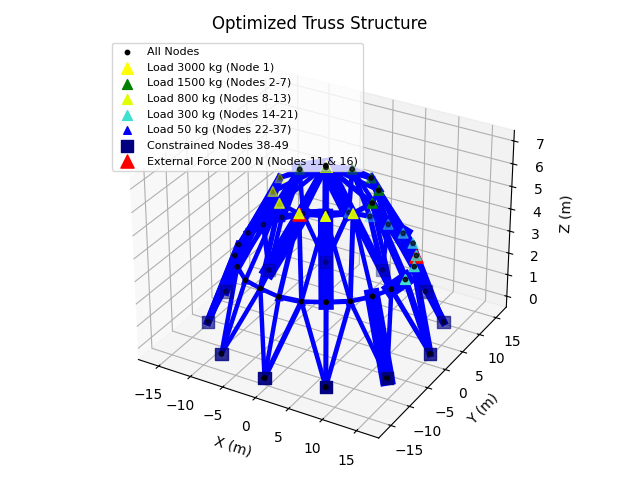 Optimized Truss Structure
All Nodes
Load 3000 kg (Node 1)
Load 1500 kg (Nodes 2-7)
Load 800 kg (Nodes 8-13)
Load 300 kg (Nodes 14-21)
Load 50 kg (Nodes 22-37)
Constrained Nodes 38-49
External Force 200 N (Nodes 11 & 16)
7
6
5
4
3
2
1
0
Z (m)
−15
−10
−5
0
5
10
15
X (m)
−15
−10
−5
0
5
10
15
Y (m)